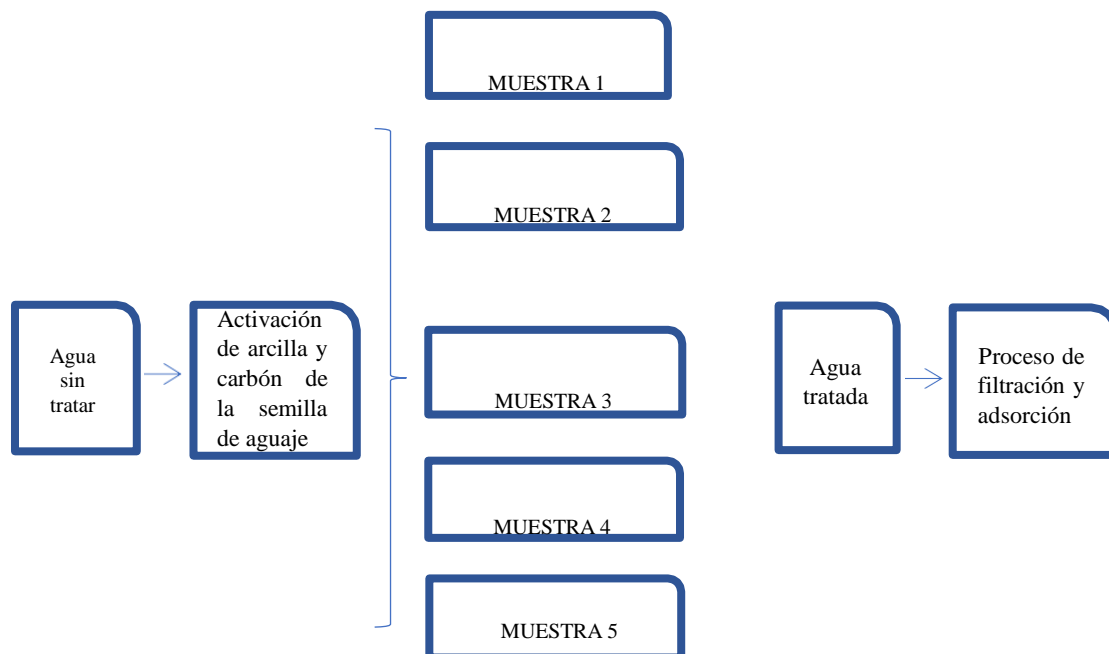 MUESTRA 1
MUESTRA 2
Agua
sin
tratar
Activación
de arcilla y
carbón de
la semilla
de aguaje
MUESTRA 3
MUESTRA 4
MUESTRA 5
Agua
tratada
Proceso de
filtración y
adsorción